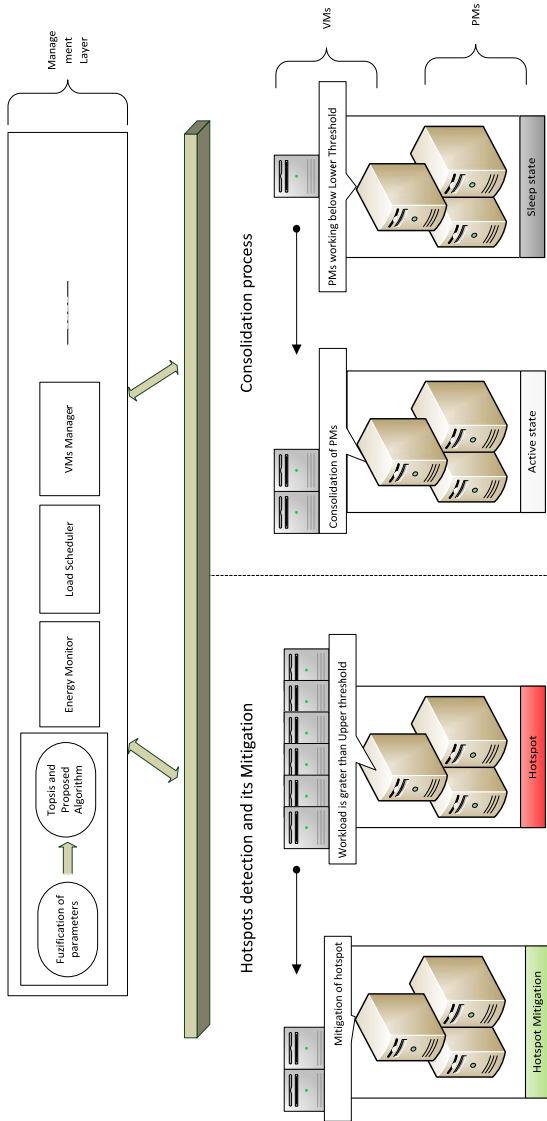 Manage
ment
Layer
Fuzification of
parameters
Topsis and
Proposed
Algorithm
Energy Monitor
Load Scheduler
VMs Manager
Hotspots detection and its Mitigation
Consolidation process
VMs
Mitigation of hotspot
Workload is grater than Upper threshold
Consolidation of PMs
PMs working below Lower Threshold
PMs
Hotspot Mitigation
Hotspot
Active state
Sleep state